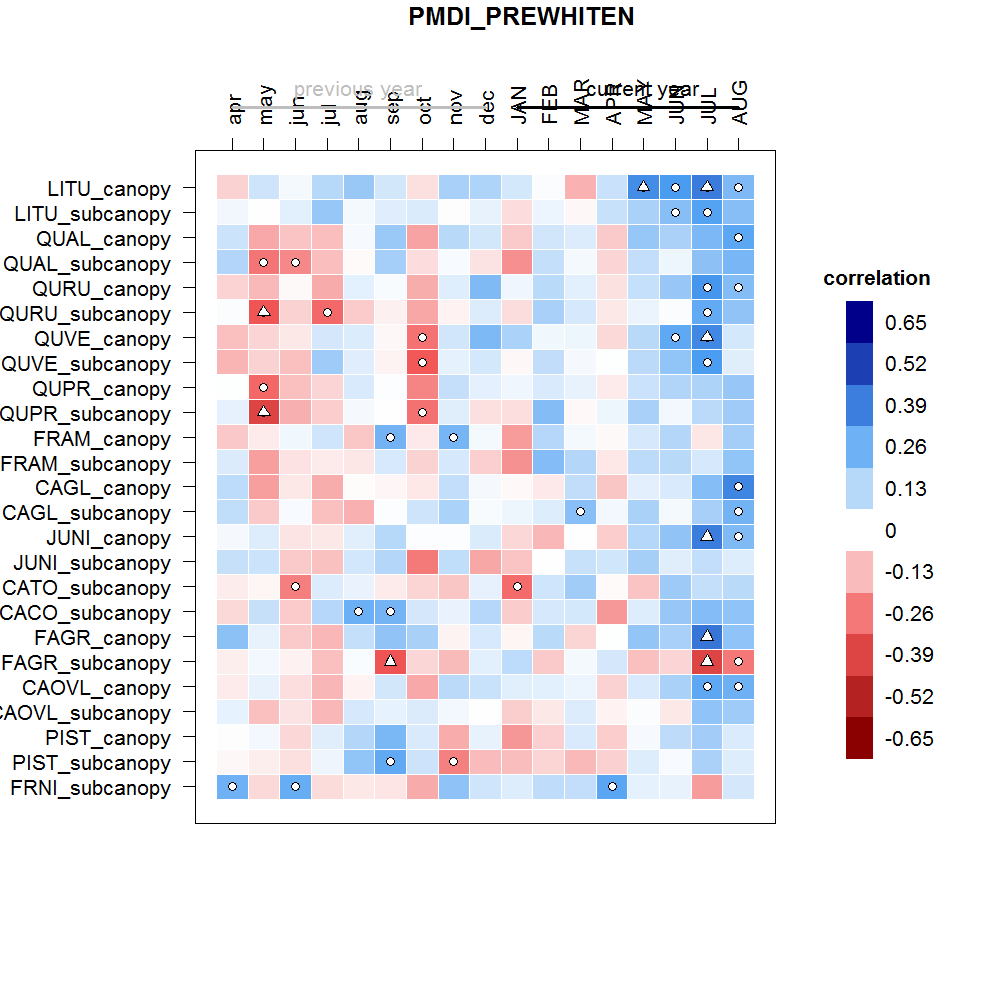 PMDI_PREWHITEN
previous year
current year
apr
may
jun
jul
aug
sep
oct
nov
dec
JAN
FEB
MAR
APR
MAY
JUN
JUL
AUG
LITU_canopy
LITU_subcanopy
QUAL_canopy
QUAL_subcanopy
QURU_canopy
QURU_subcanopy
QUVE_canopy
QUVE_subcanopy
QUPR_canopy
QUPR_subcanopy
FRAM_canopy
FRAM_subcanopy
CAGL_canopy
CAGL_subcanopy
JUNI_canopy
JUNI_subcanopy
CATO_subcanopy
CACO_subcanopy
FAGR_canopy
FAGR_subcanopy
CAOVL_canopy
CAOVL_subcanopy
PIST_canopy
PIST_subcanopy
FRNI_subcanopy
correlation
0.65
0.52
0.39
0.26
0.13
0
-0.13
-0.26
-0.39
-0.52
-0.65